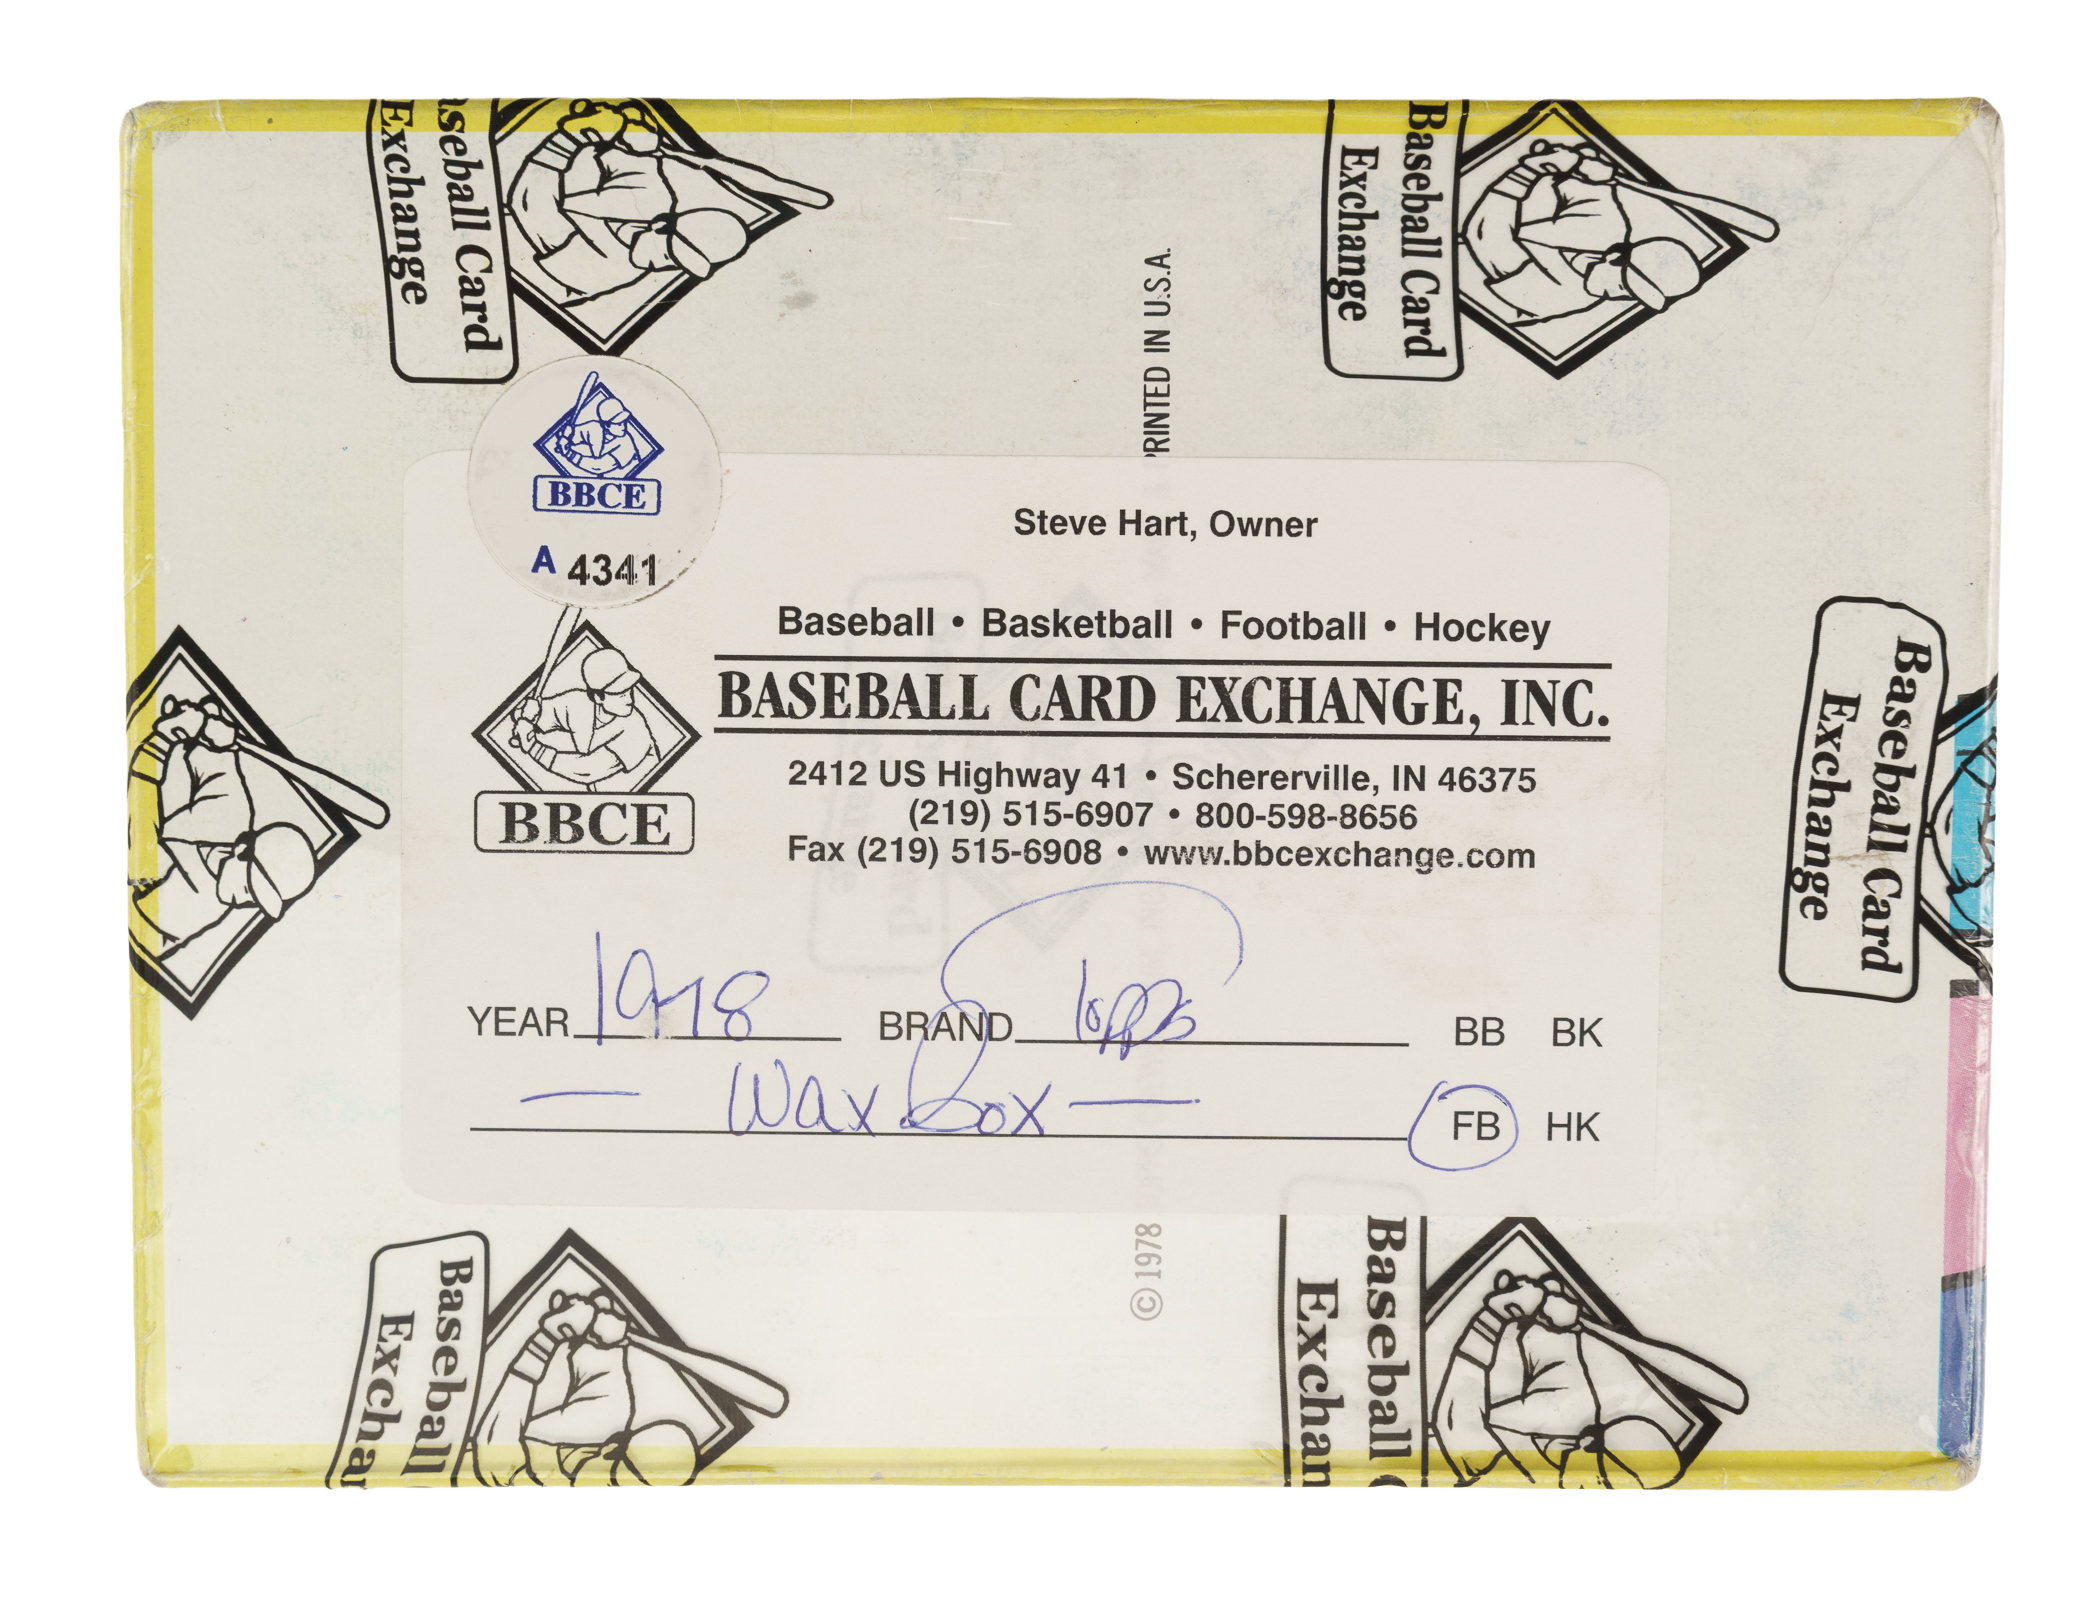 Baseball Card
Exchange
Baseball Card
Exchange
PRINTED IN U.S.A.
BBCE
A 4341
Steve Hart, Owner
Baseball • Basketball • Football • Hockey
BASEBALL CARD EXCHANGE, INC.
2412 US Highway 41 • Schererville, IN 46375
(219) 515-6907 • 800-598-8656
Fax (219) 515-6908 • www.bbcexchange.com
BBCE
YEAR 1978 BRAND Topps BB BK
— Wax Box — FB HK
Baseball Card
Exchange
© 1978
Baseball
Exchan
Baseball
Exchan